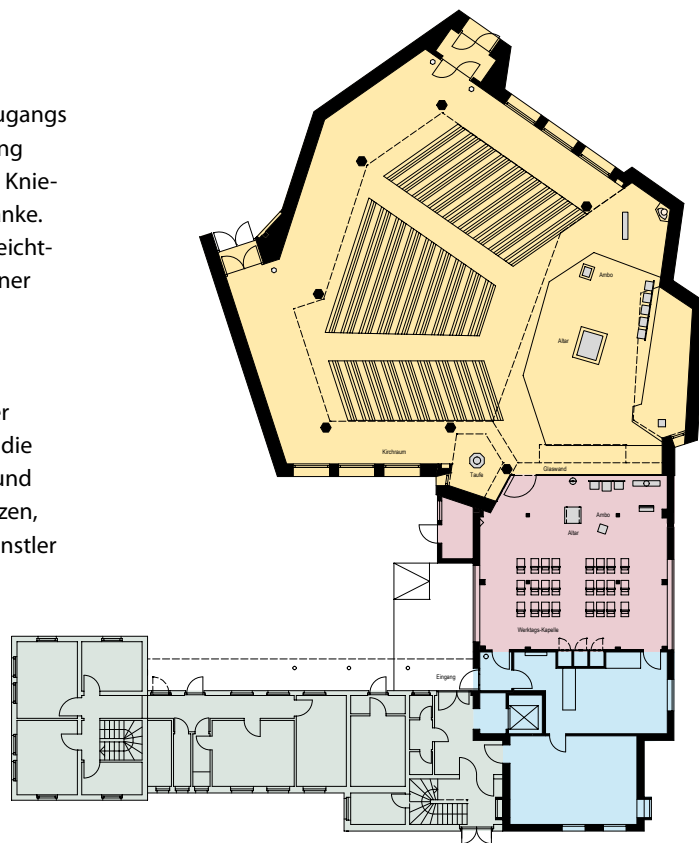 ugangs
ng
Knie-
anke.
eicht-
ner
er
die
und
zen,
nstler
Ambo
Altar
Kirchraum
Taufe
Glaswand
Ambo
Altar
Werktags-Kapelle
Eingang